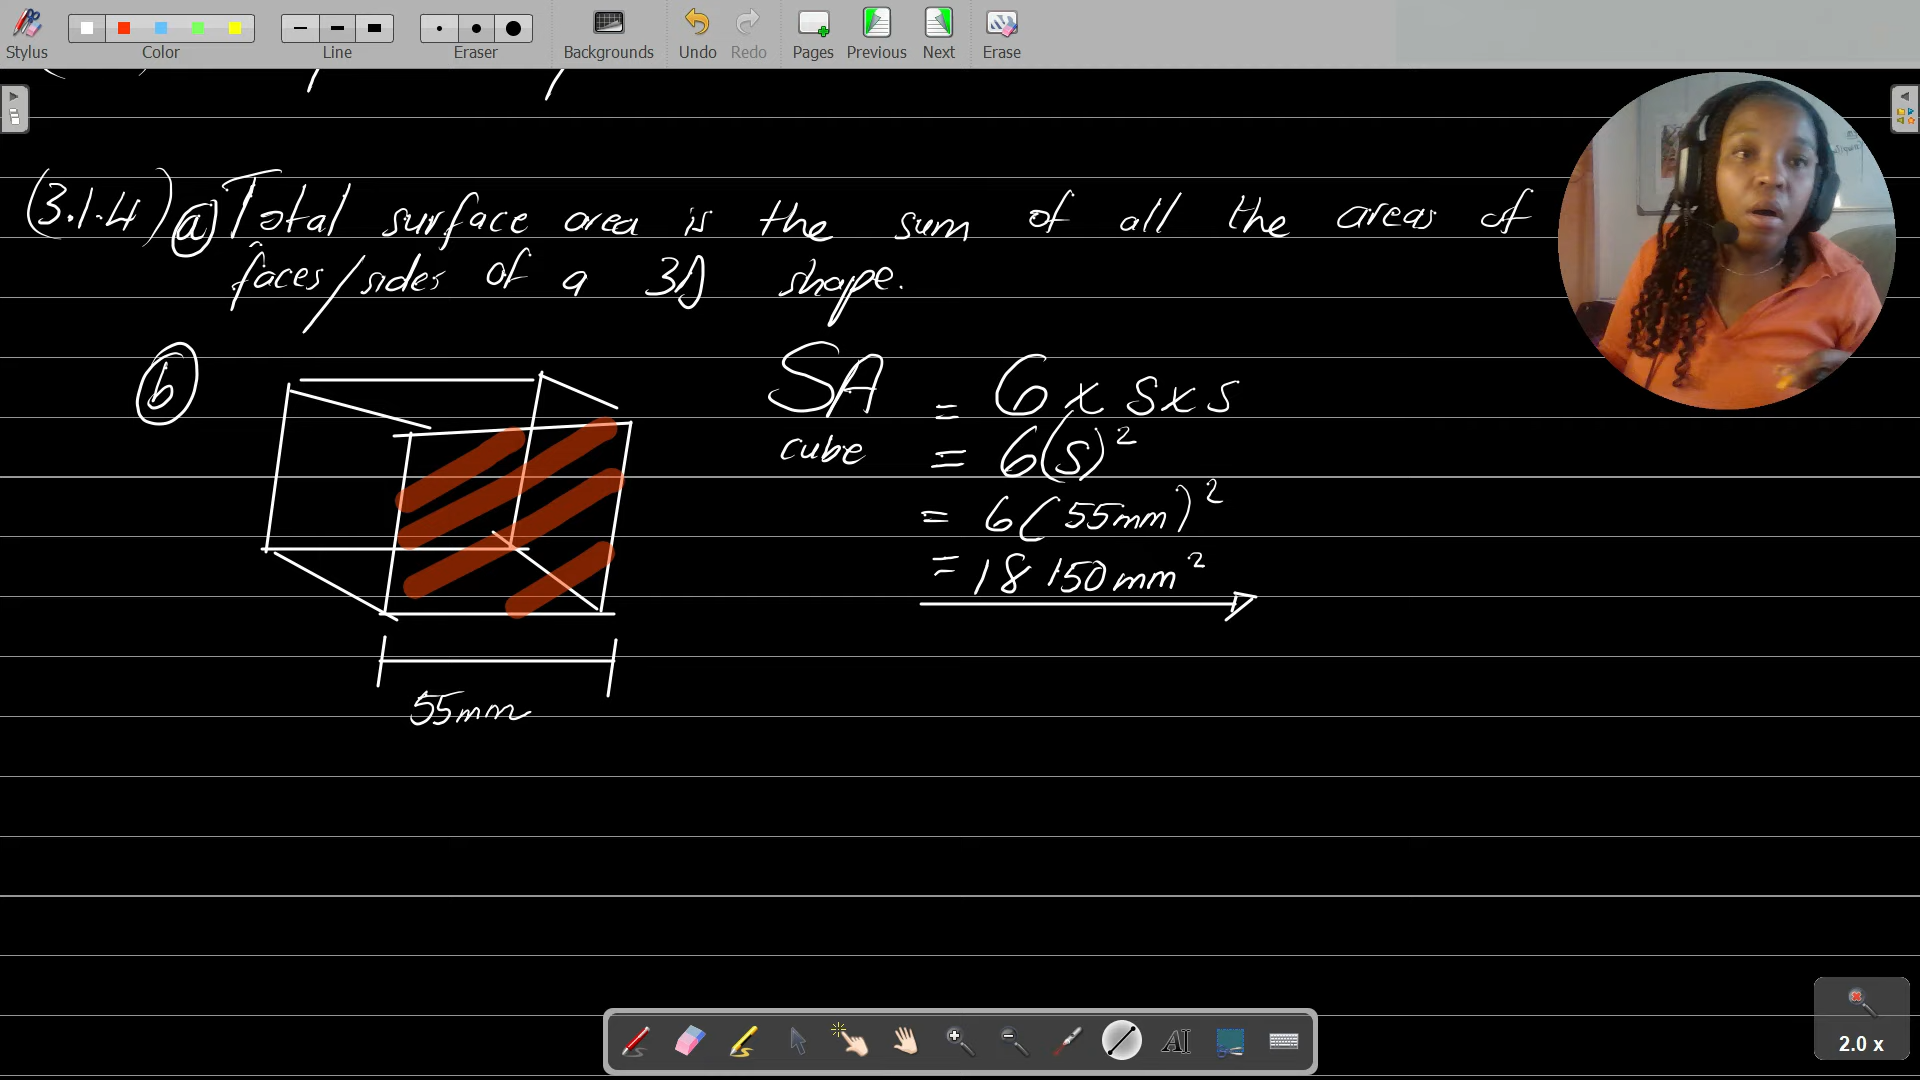 Stylus Color Line Eraser Backgrounds Undo Redo Pages Previous Next Erase
(3.1.4) a) Total surface area is the sum of all the areas of
faces/sides of a 3D shape.
b
SA cube = 6 x s x s
= 6(s)²
= 6(55mm)²
= 18 150mm²
55mm
2.0 x